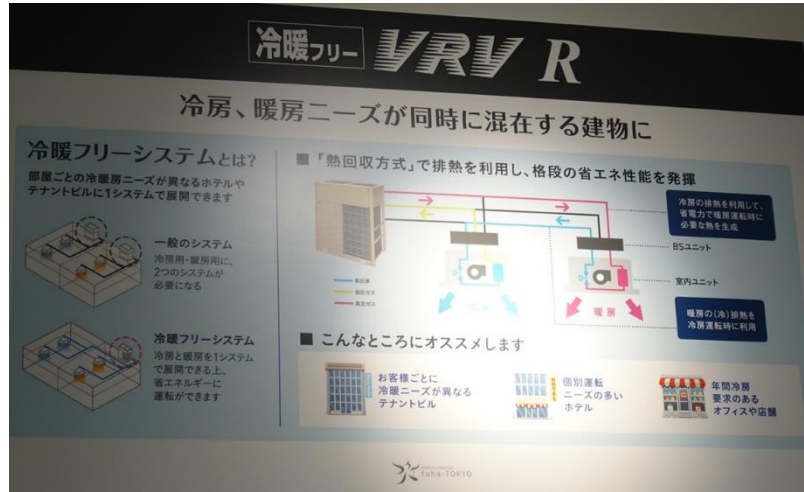 冷暖フリー VRV R
冷房、暖房ニーズが同時に混在する建物に
冷暖フリーシステムとは?
部屋ごとの冷暖房ニーズが異なるホテルや
テナントビルに1システムで展開できます
一般のシステム
冷房用・暖房用に、
2つのシステムが
必要になる
冷暖フリーシステム
冷房と暖房を1システム
で展開できる上、
省エネルギーに
運転ができます
■「熱回収方式」で排熱を利用し、格段の省エネ性能を発揮
冷房の排熱を利用して、
省電力で暖房運転時に
必要な熱を生成
BSユニット
室内ユニット
高圧液
低圧ガス
高圧ガス
冷房
暖房
暖房の(冷)排熱を
冷房運転時に利用
■ こんなところにオススメします
お客様ごとに
冷暖ニーズが異なる
テナントビル
HOTEL
個別運転
ニーズの多い
ホテル
年間冷房
要求のある
オフィスや店舗
fuha:TOKYO